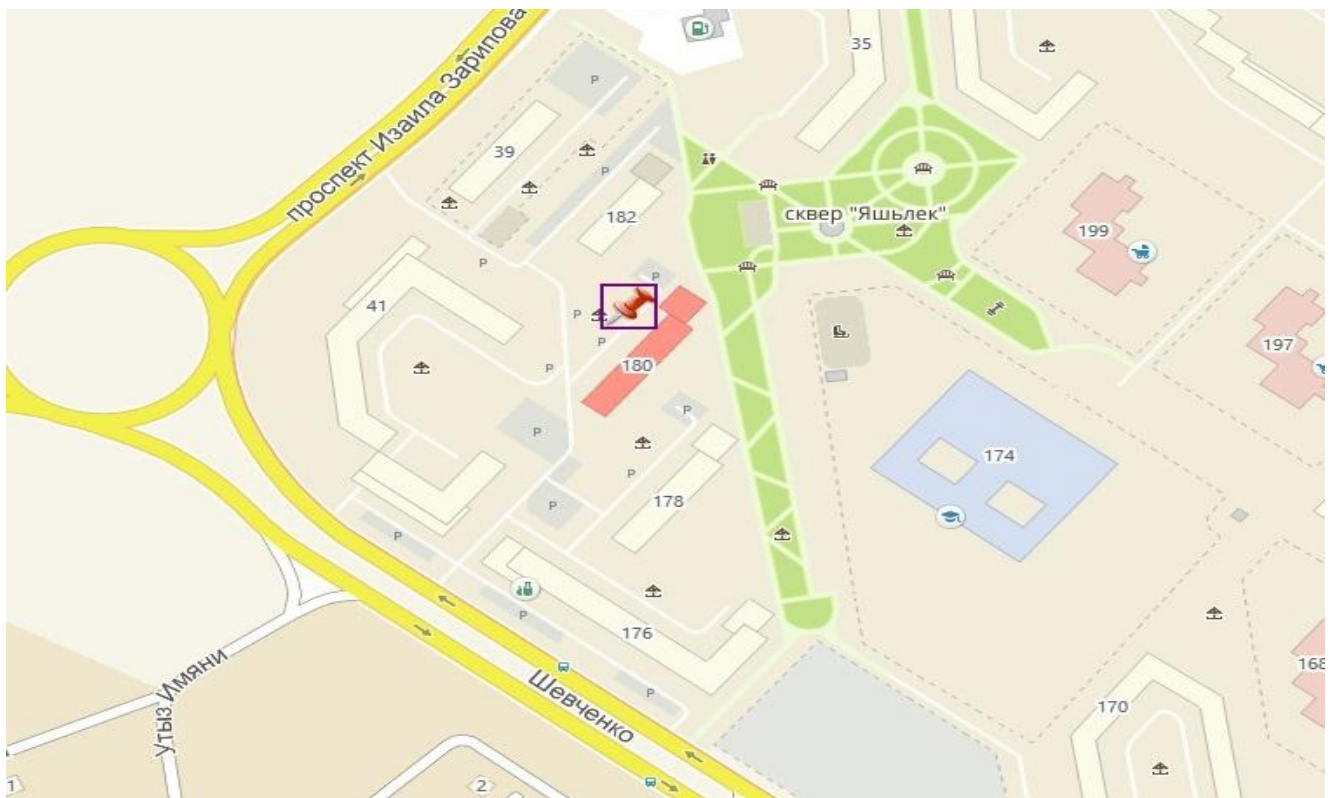 проспект Изаила Зарипова
35
P
39
P
182
сквер "Яшьлек"
199
P
P
41
P
P
197
P
180
P
P
174
P
178
P
P
P
176
168
Утыз Имяни
Шевченко
P
170
1
2